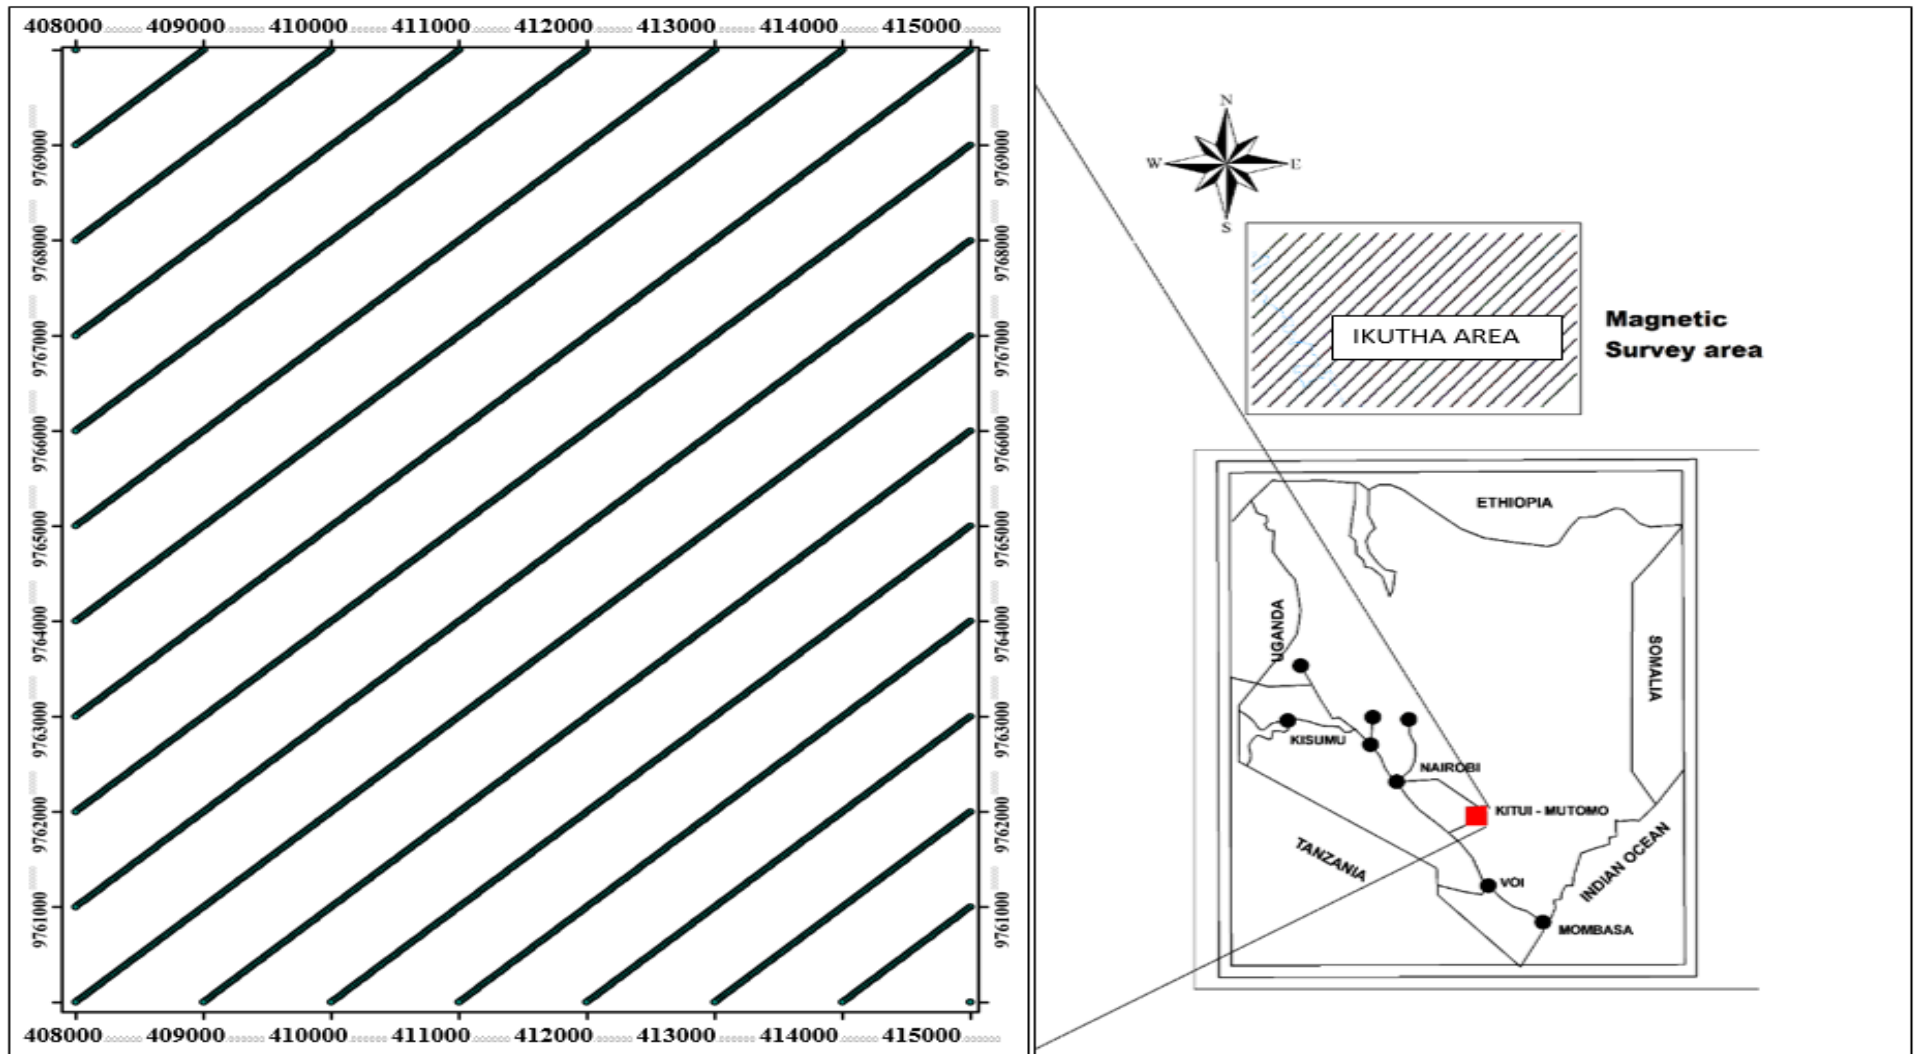 408000 409000 410000 411000 412000 413000 414000 415000
9769000
9768000
9767000
9766000
9765000
9764000
9763000
9762000
9761000
9769000
9768000
9767000
9766000
9765000
9764000
9763000
9762000
9761000
408000 409000 410000 411000 412000 413000 414000 415000
N
W E
S
IKUTHA AREA
Magnetic
Survey area
ETHIOPIA
UGANDA
SOMALIA
KISUMU
NAIROBI
KITUI - MUTOMO
TANZANIA
INDIAN OCEAN
VOI
MOMBASA